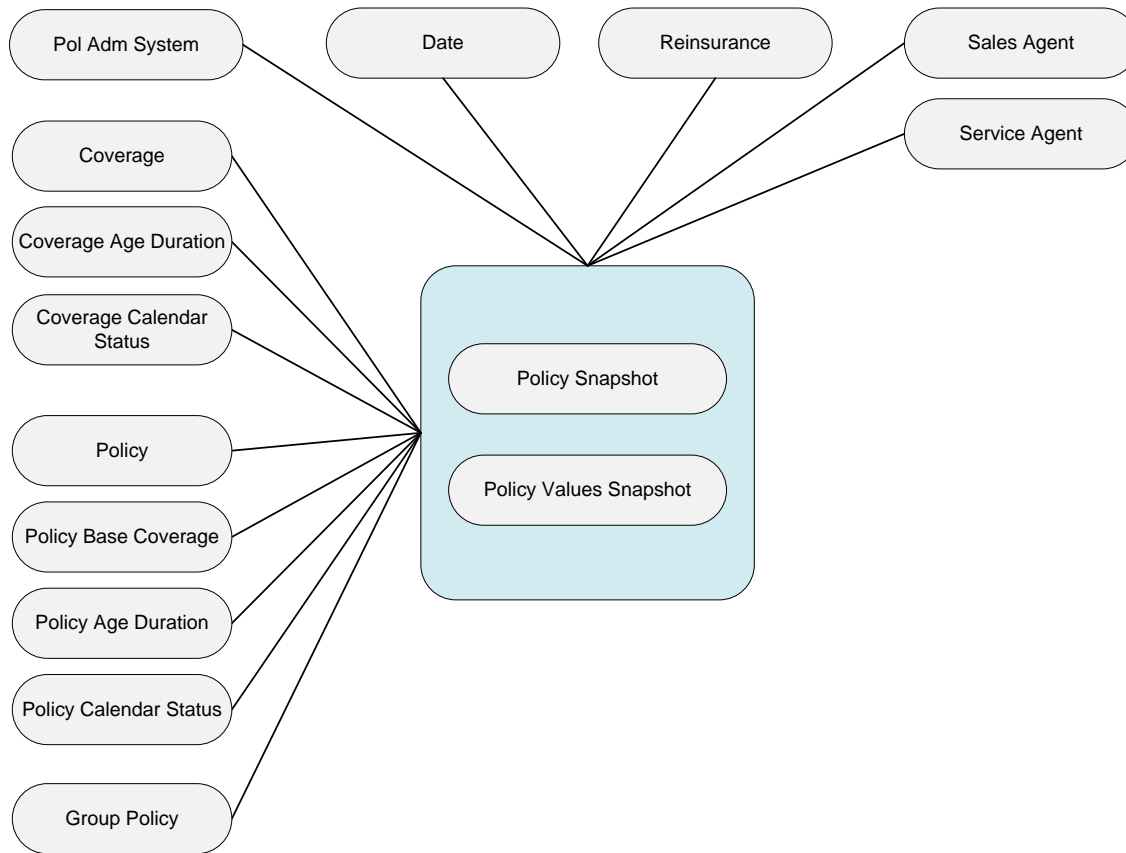 Pol Adm System
Date
Reinsurance
Sales Agent
Service Agent
Coverage
Coverage Age Duration
Coverage Calendar
Status
Policy
Policy Base Coverage
Policy Age Duration
Policy Calendar Status
Group Policy
Policy Snapshot
Policy Values Snapshot